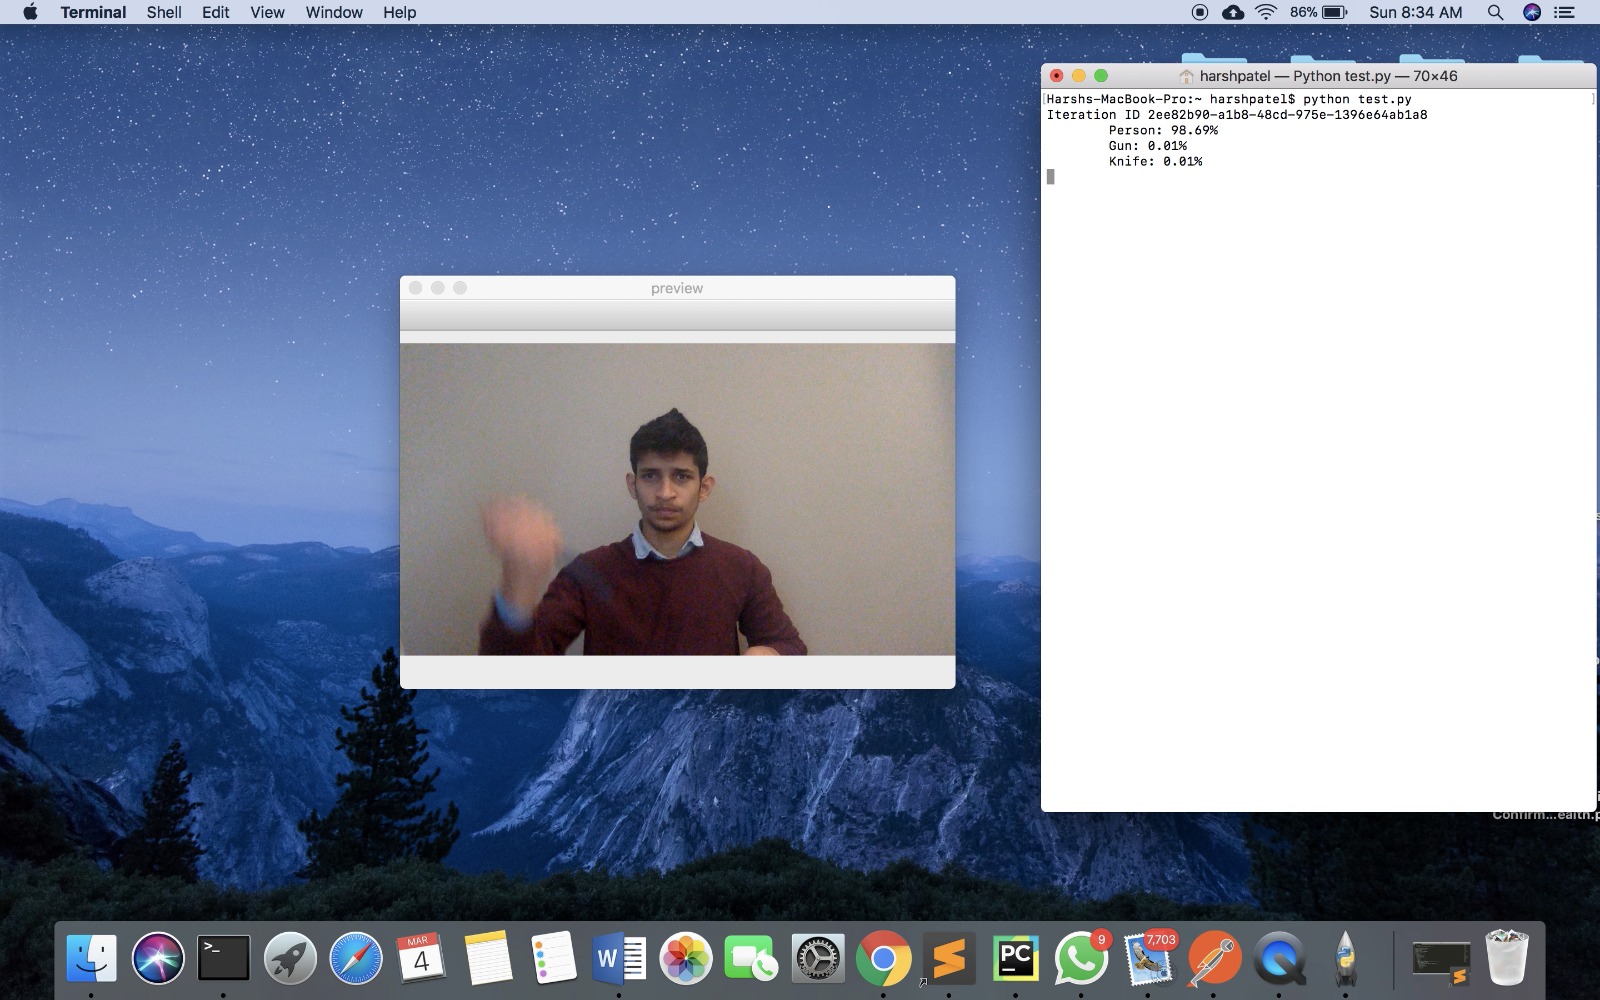 Terminal Shell Edit View Window Help 86% Sun 8:34 AM
harshpatel — Python test.py — 70×46
[Harshs-MacBook-Pro:~ harshpatel$ python test.py ]
Iteration ID 2ee82b90-a1b8-48cd-975e-1396e64ab1a8
Person: 98.69%
Gun: 0.01%
Knife: 0.01%
preview
Confirm...ealth.p
MAR
4
>_
W
PC
9
7,703